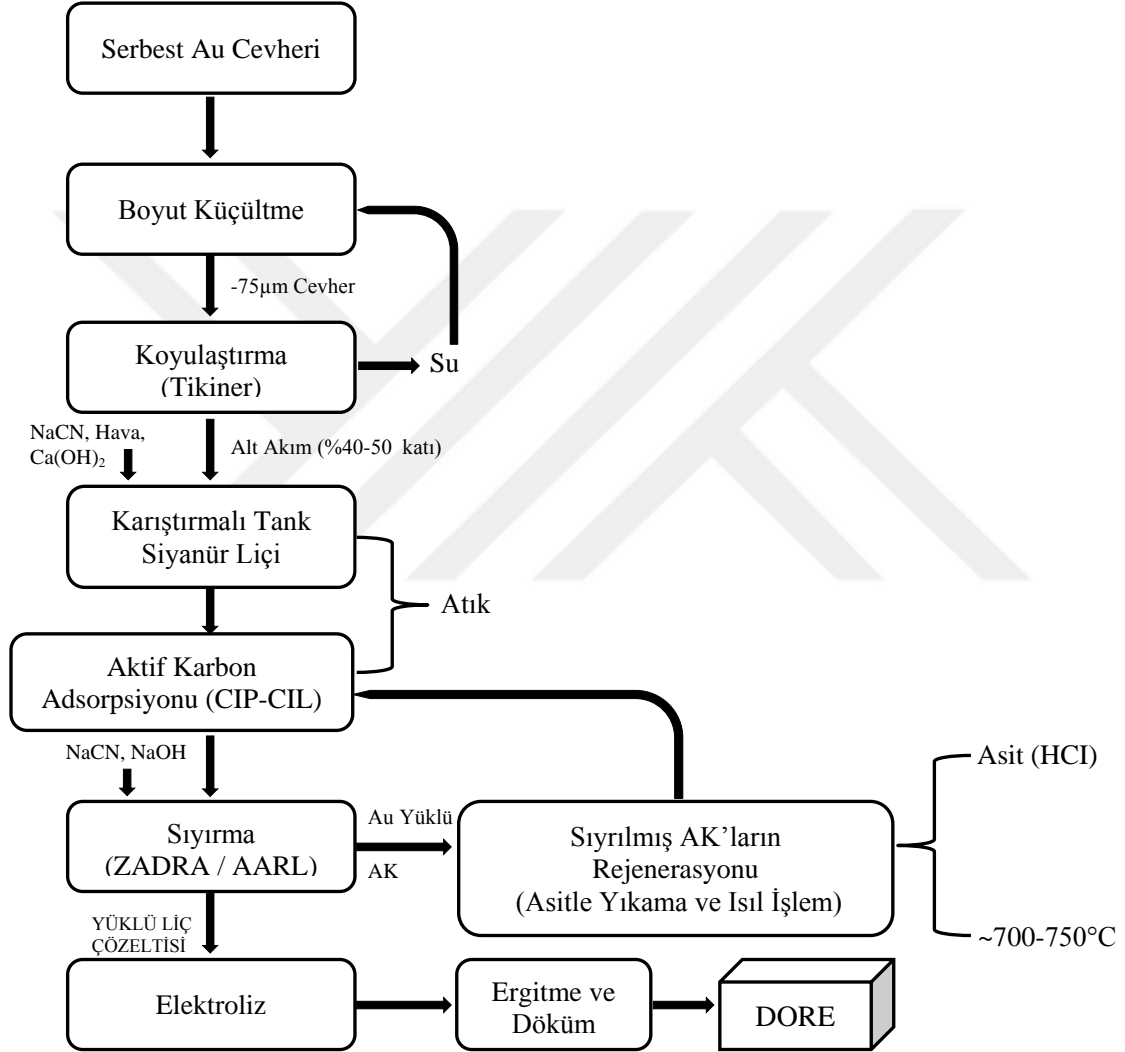 Serbest Au Cevheri
Boyut Küçültme
-75µm Cevher
Koyulaştırma
(Tikiner)
Su
NaCN, Hava,
Ca(OH)₂
Alt Akım (%40-50 katı)
Karıştırmalı Tank
Siyanür Liçi
Atık
Aktif Karbon
Adsorpsiyonu (CIP-CIL)
NaCN, NaOH
Sıyırma
(ZADRA / AARL)
Au Yüklü
AK
Sıyrılmış AK’ların
Rejenerasyonu
(Asitle Yıkama ve Isıl İşlem)
Asit (HCI)
~700-750°C
YÜKLÜ LİÇ
ÇÖZELTİSİ
Elektroliz
Ergitme ve
Döküm
DORE